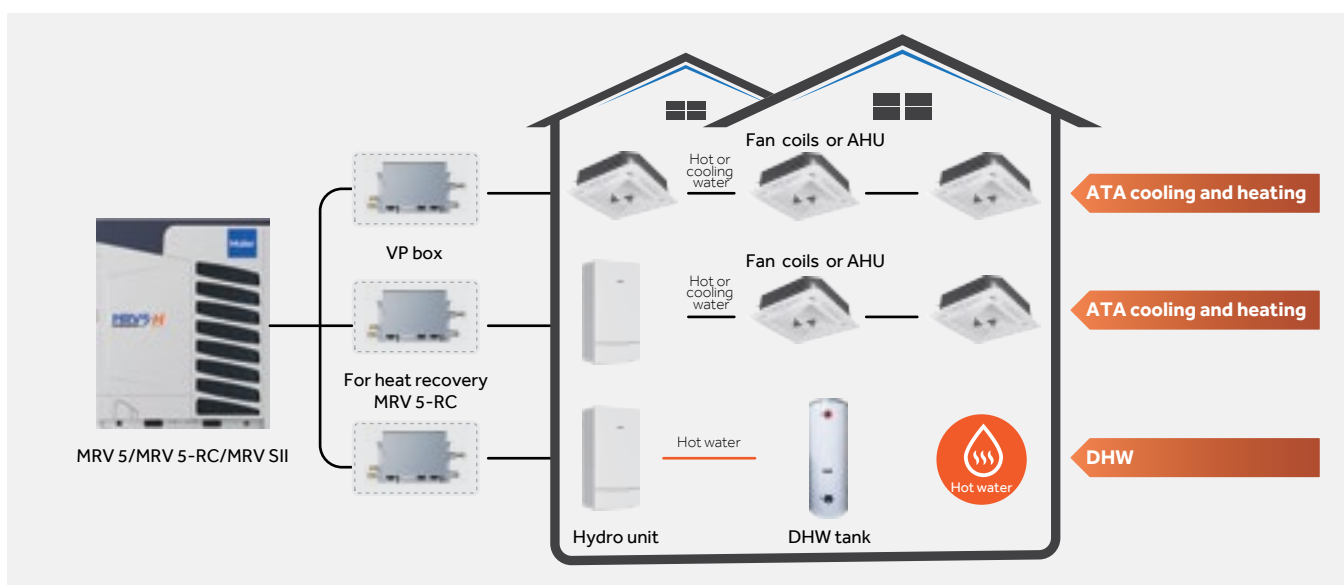 Fan coils or AHU
Hot or
cooling
water
ATA cooling and heating
VP box
Haier
Fan coils or AHU
Hot or
cooling
water
ATA cooling and heating
MRV5-H
For heat recovery
MRV 5-RC
MRV 5/MRV 5-RC/MRV SII
Hot water
DHW
Hot water
Hydro unit
DHW tank